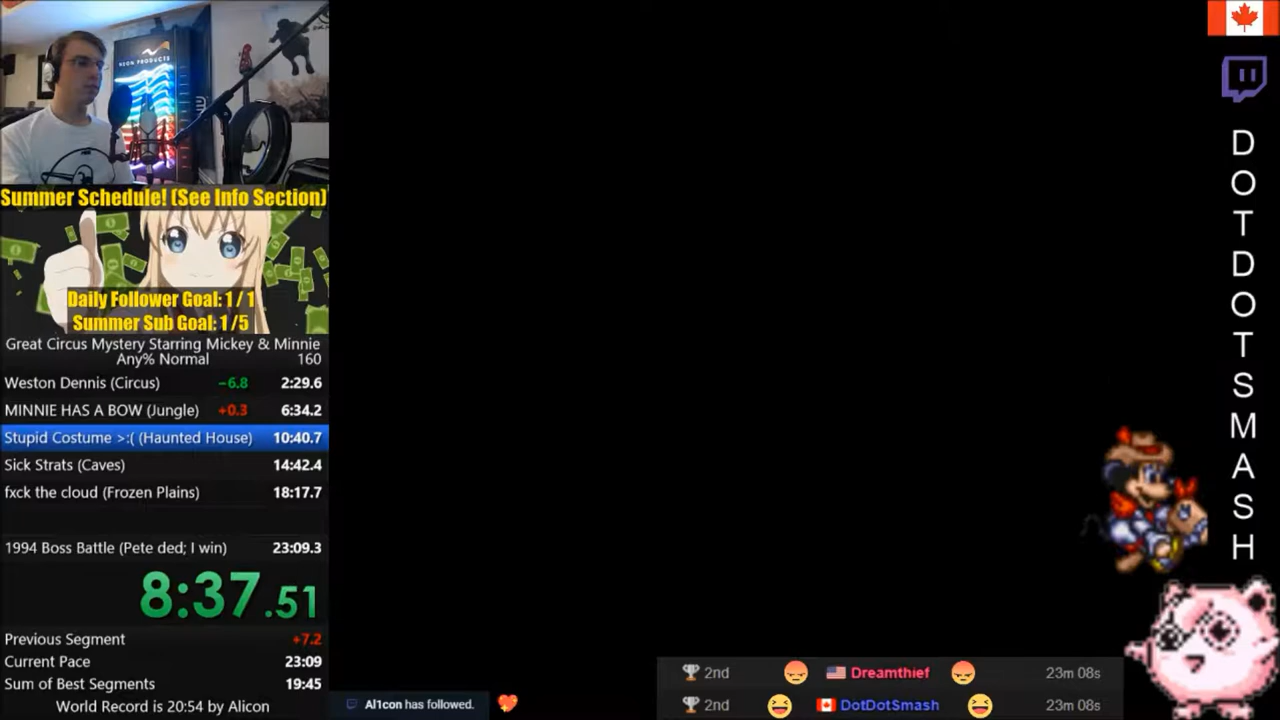 NEON PRODUCTS
Summer Schedule! (See Info Section)
Daily Follower Goal: 1 / 1
Summer Sub Goal: 1 /5
Great Circus Mystery Starring Mickey & Minnie
Any% Normal 160
Weston Dennis (Circus) −6.8 2:29.6
MINNIE HAS A BOW (Jungle) +0.3 6:34.2
Stupid Costume >:( (Haunted House) 10:40.7
Sick Strats (Caves) 14:42.4
fxck the cloud (Frozen Plains) 18:17.7
1994 Boss Battle (Pete ded; I win) 23:09.3
8:37.51
Previous Segment +7.2
Current Pace 23:09
Sum of Best Segments 19:45
World Record is 20:54 by Alicon
Al1con has followed.
2nd Dreamthief 23m 08s
2nd DotDotSmash 23m 08s
DOTDOTSMASH